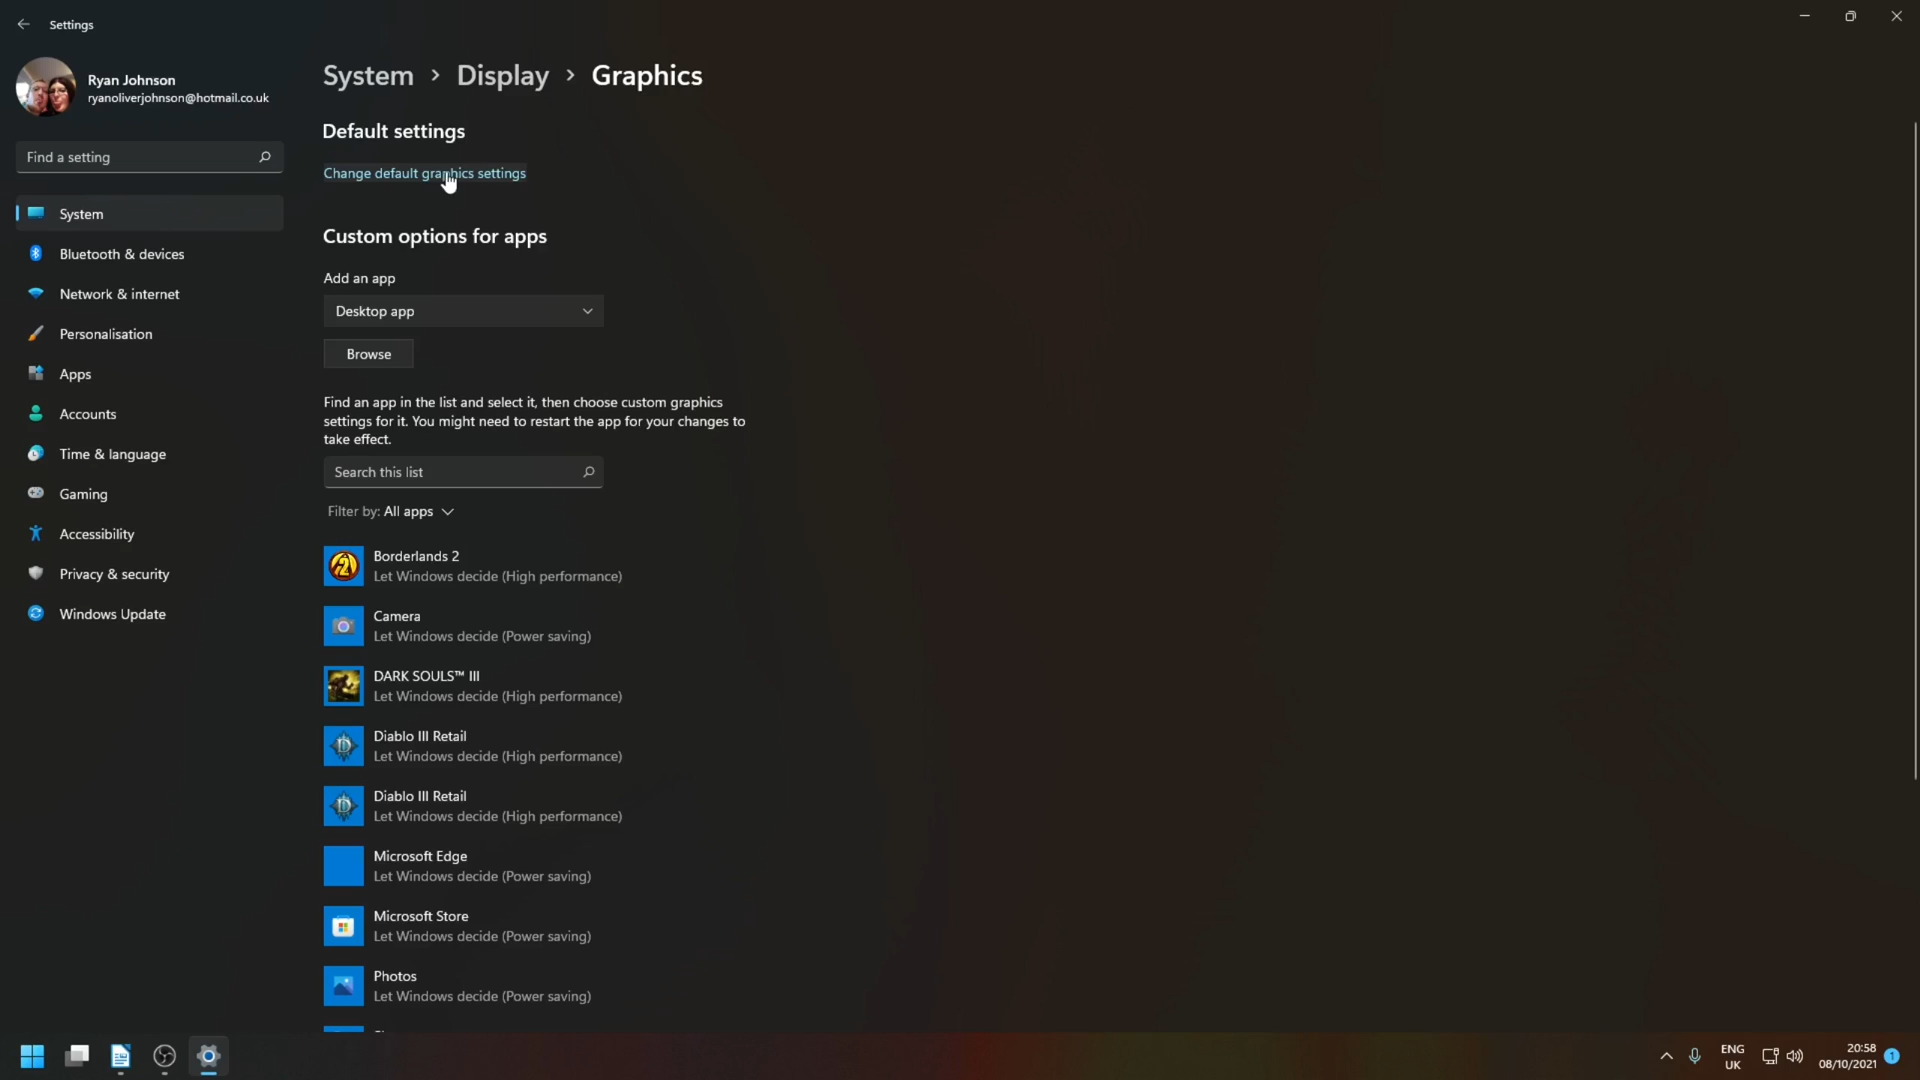 Settings
Ryan Johnson
ryanoliverjohnson@hotmail.co.uk
Find a setting
System
Bluetooth & devices
Network & internet
Personalisation
Apps
Accounts
Time & language
Gaming
Accessibility
Privacy & security
Windows Update
System > Display > Graphics
Default settings
Change default graphics settings
Custom options for apps
Add an app
Desktop app
Browse
Find an app in the list and select it, then choose custom graphics
settings for it. You might need to restart the app for your changes to
take effect.
Search this list
Filter by: All apps
Borderlands 2
Let Windows decide (High performance)
Camera
Let Windows decide (Power saving)
DARK SOULS™ III
Let Windows decide (High performance)
Diablo III Retail
Let Windows decide (High performance)
Diablo III Retail
Let Windows decide (High performance)
Microsoft Edge
Let Windows decide (Power saving)
Microsoft Store
Let Windows decide (Power saving)
Photos
Let Windows decide (Power saving)
ENG
UK
20:58
08/10/2021
1